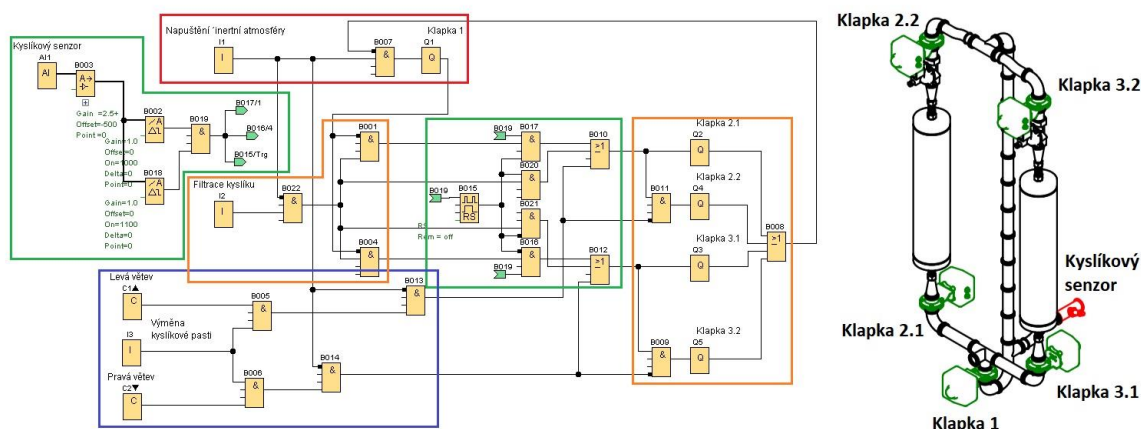 Napuštění ´inertní atmosféry
Klapka 1
I1
I
B007
&
Q1
Q
Kyslíkový senzor
AI1
AI
B003
A→
Gain =2.5+
Offset=-500
Point =0
B002
/A
B019
&
B017/1
B016/4
B015/Trg
Gain=1.0
Offset=0
On=1000
Delta=0
Point=0
B018
/A
Gain=1.0
Offset=0
On=1100
Delta=0
Point=0
Filtrace kyslíku
I2
I
B022
&
B001
&
B004
&
B019
B017
&
B020
&
B019
B015
RS
Rem = off
B021
&
B016
&
B019
B010
>1
B012
>1
Klapka 2.1
Q2
Q
Klapka 2.2
B011
&
Q4
Q
Klapka 3.1
Q3
Q
Klapka 3.2
B009
&
Q5
Q
B008
>1
Levá větev
C1▲
C
B005
&
Výměna
kyslíkové pasti
I3
I
Pravá větev
C2▼
C
B006
&
B013
&
B014
&
Klapka 2.2
Klapka 3.2
Kyslíkový
senzor
Klapka 2.1
Klapka 3.1
Klapka 1